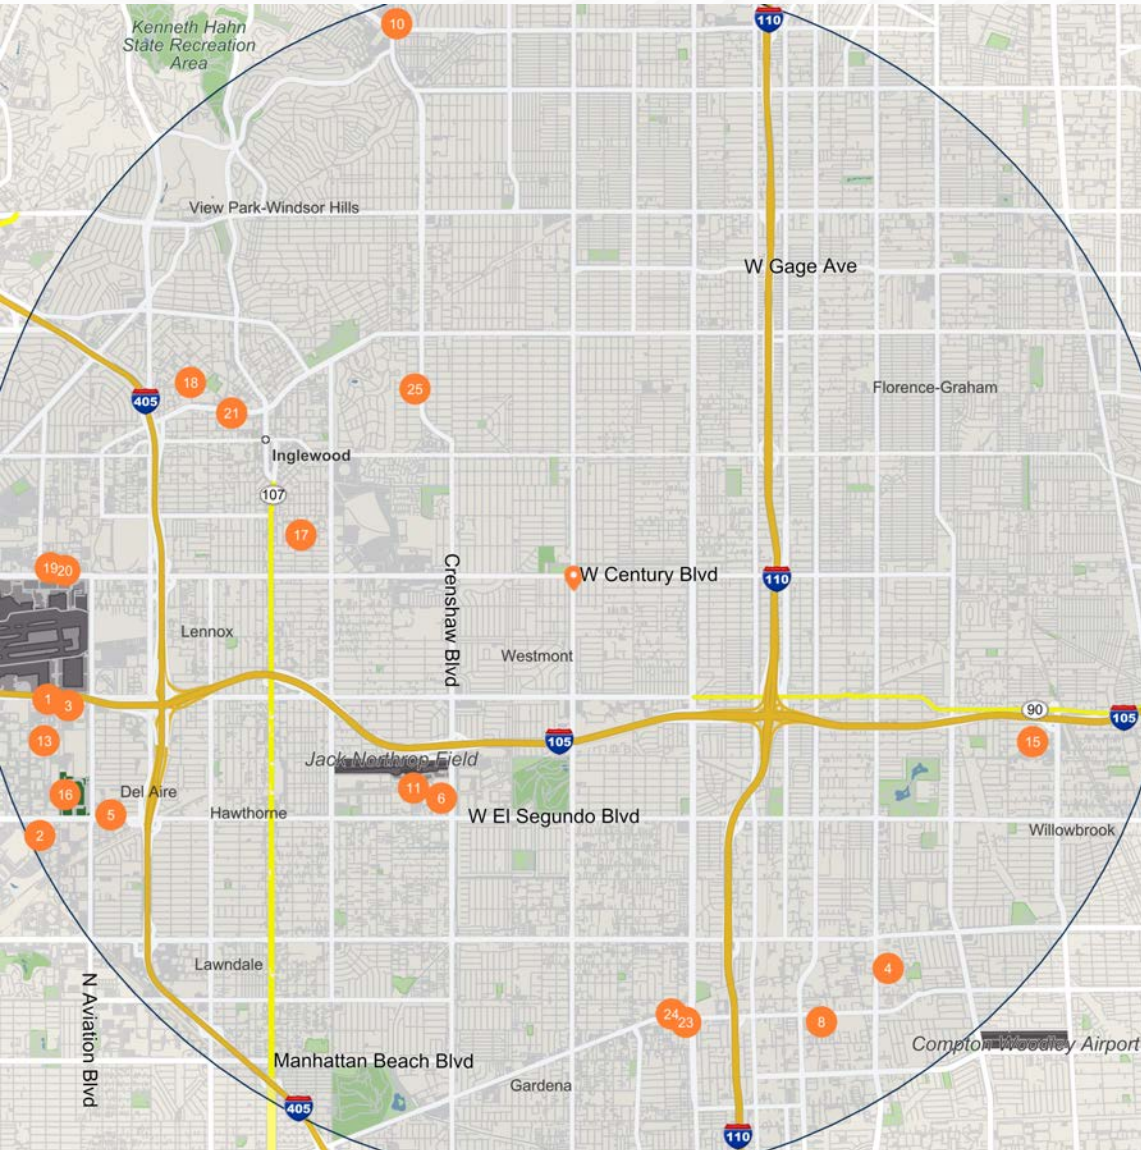 10
110
Kenneth Hahn
State Recreation
Area
View Park-Windsor Hills
W Gage Ave
18
25
Florence-Graham
405
21
Inglewood
107
17
Crenshaw Blvd
19
20
W Century Blvd
110
Lennox
Westmont
1
3
90
105
13
105
15
Jack Northrop Field
11
6
16
Del Aire
5
Hawthorne
W El Segundo Blvd
2
Willowbrook
Lawndale
4
N Aviation Blvd
24
23
8
Compton Woodley Airport
Manhattan Beach Blvd
Gardena
405
110